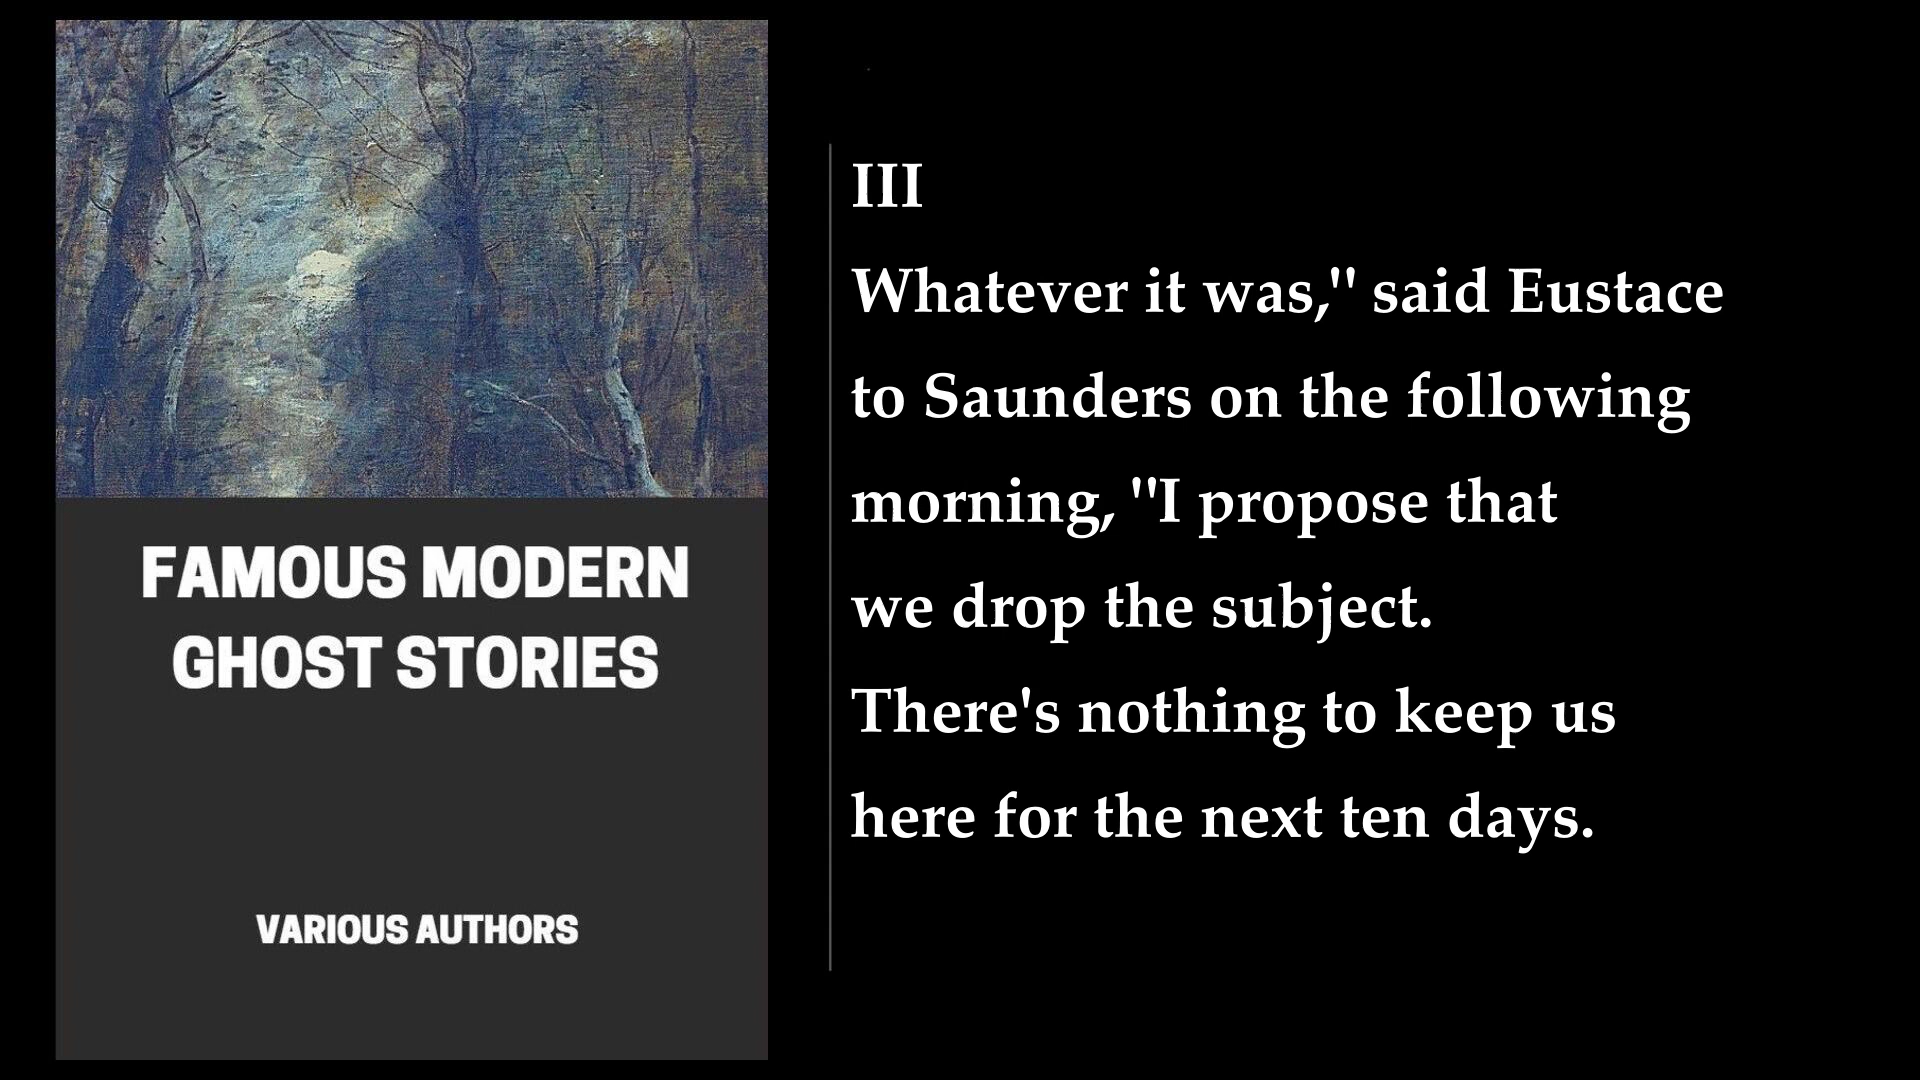 FAMOUS MODERN
GHOST STORIES
VARIOUS AUTHORS
III
Whatever it was," said Eustace
to Saunders on the following
morning, "I propose that
we drop the subject.
There's nothing to keep us
here for the next ten days.